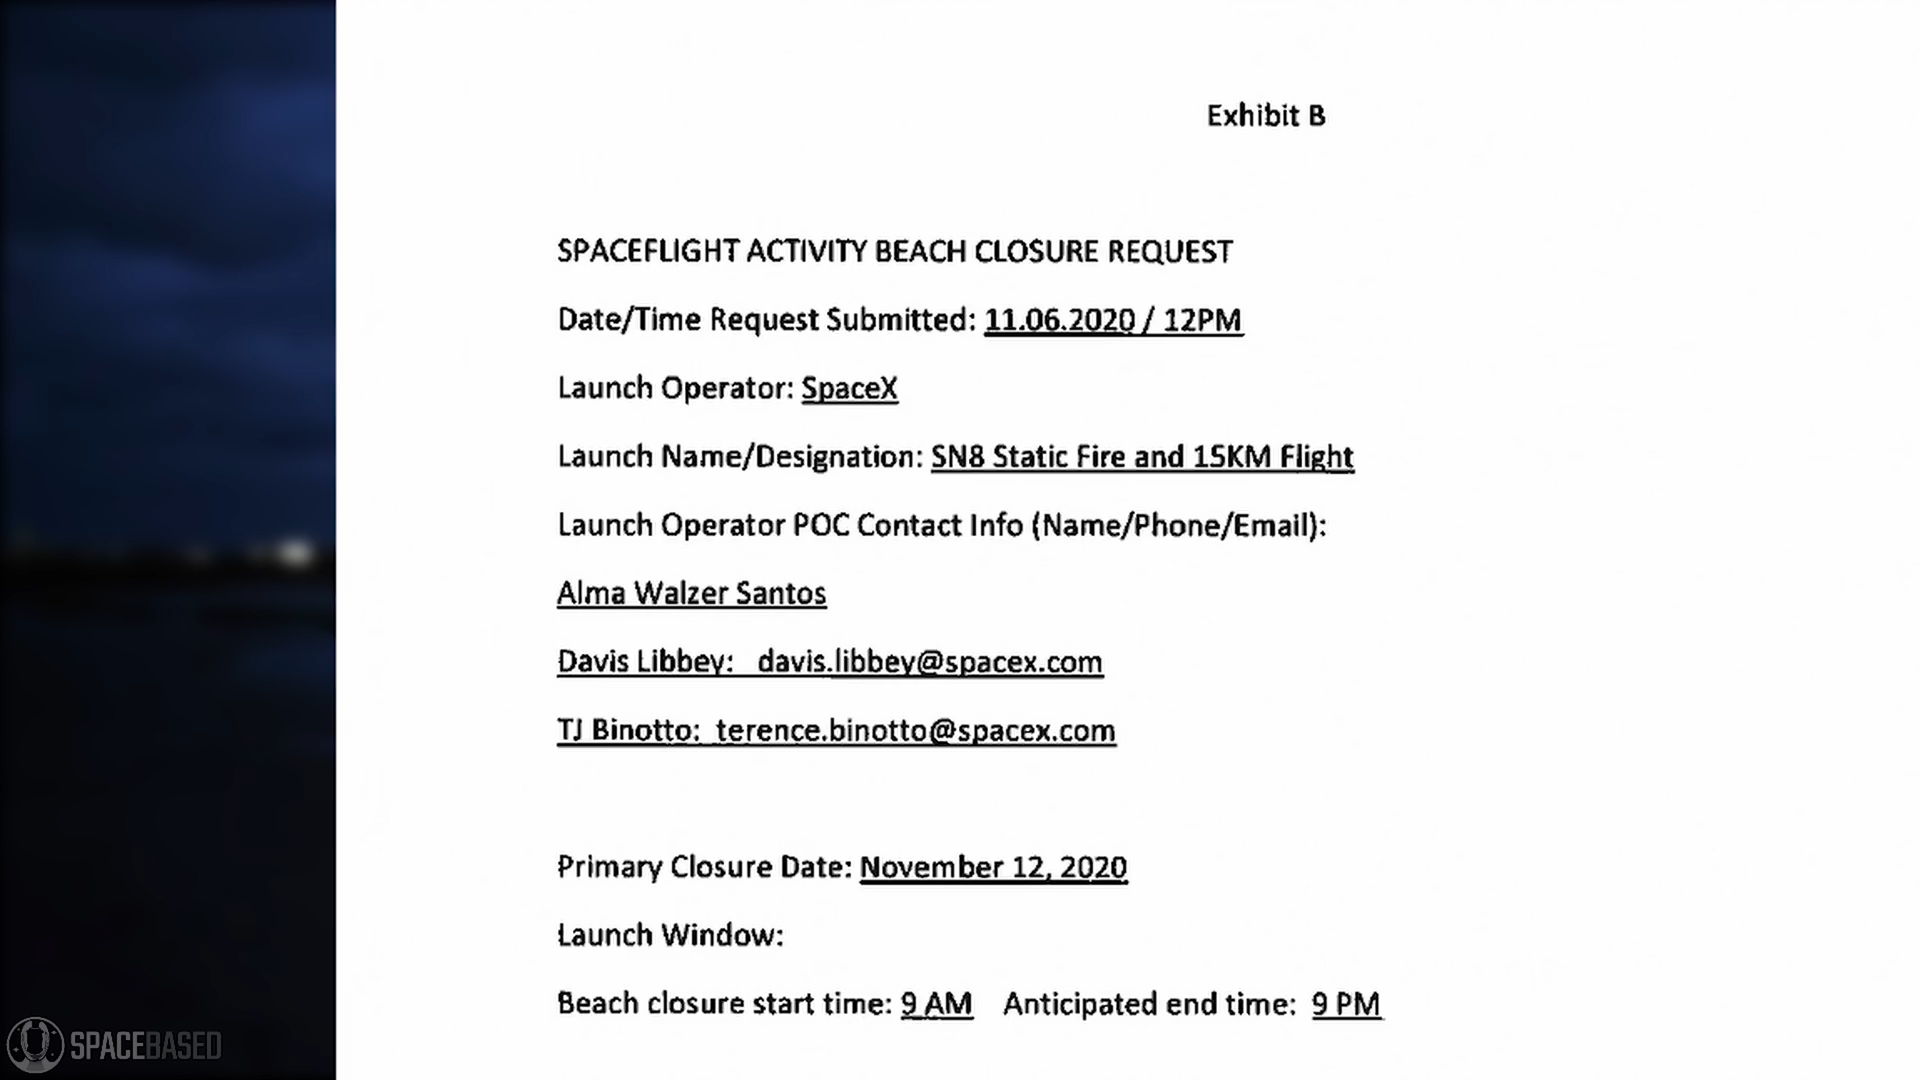 Exhibit B
SPACEFLIGHT ACTIVITY BEACH CLOSURE REQUEST
Date/Time Request Submitted: 11.06.2020 / 12PM
Launch Operator: SpaceX
Launch Name/Designation: SN8 Static Fire and 15KM Flight
Launch Operator POC Contact Info (Name/Phone/Email):
Alma Walzer Santos
Davis Libbey: davis.libbey@spacex.com
TJ Binotto: terence.binotto@spacex.com
Primary Closure Date: November 12, 2020
Launch Window:
Beach closure start time: 9 AM Anticipated end time: 9 PM
SPACEBASED